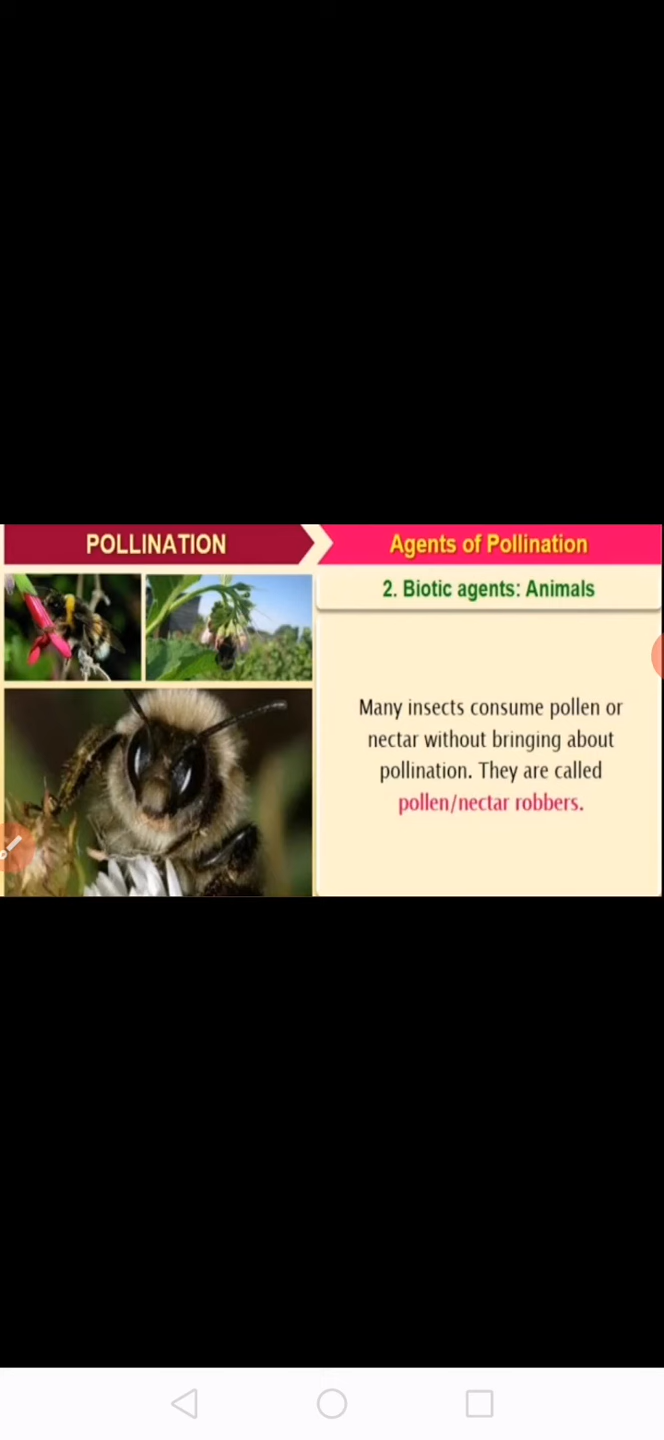 POLLINATION
Agents of Pollination
2. Biotic agents: Animals
Many insects consume pollen or
nectar without bringing about
pollination. They are called
pollen/nectar robbers.